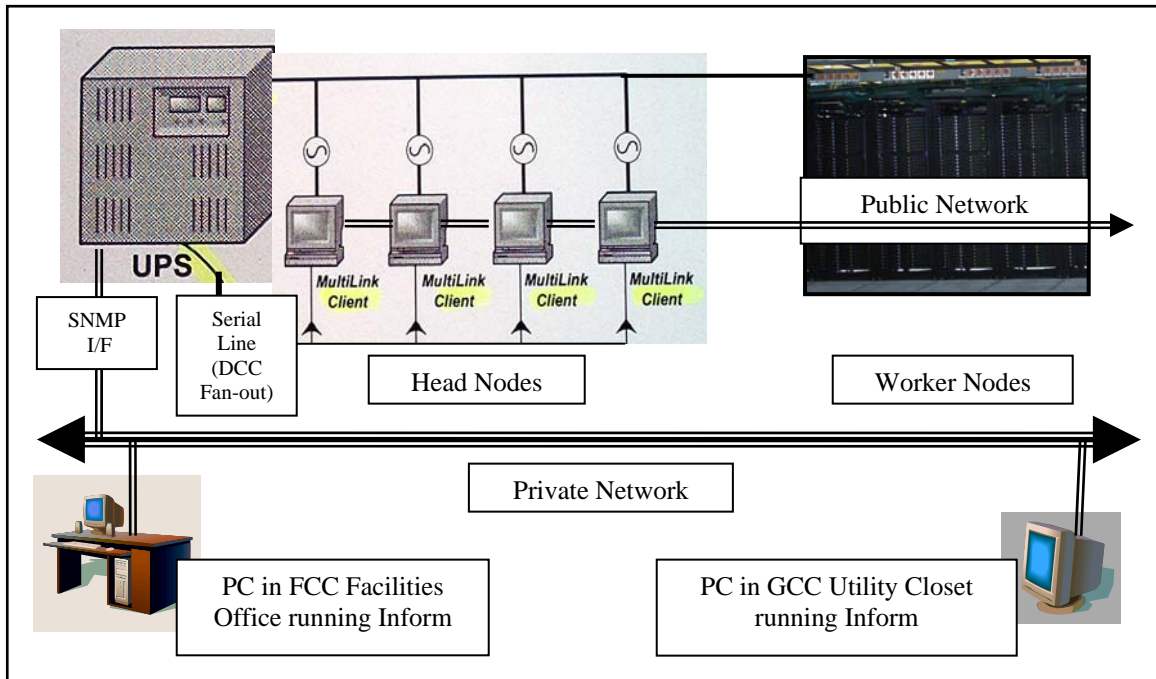 UPS
MultiLink
Client
MultiLink
Client
MultiLink
Client
MultiLink
Client
Public Network
SNMP
I/F
Serial
Line
(DCC
Fan-out)
Head Nodes
Worker Nodes
Private Network
PC in FCC Facilities
Office running Inform
PC in GCC Utility Closet
running Inform